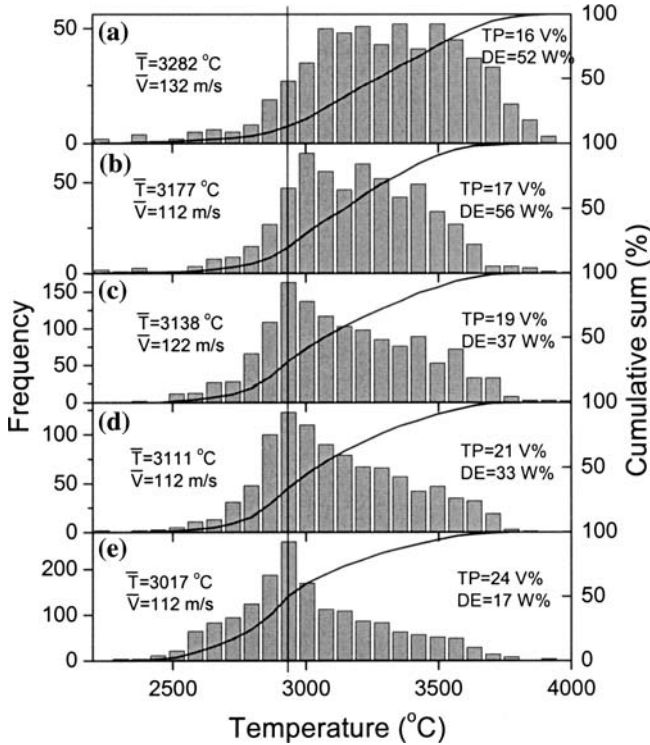 100
(a)
50
T̅=3282 °C
V̅=132 m/s
TP=16 V%
DE=52 W%
50
0
100
(b)
50
T̅=3177 °C
V̅=112 m/s
TP=17 V%
DE=56 W%
50
0
100
(c)
150
100
50
0
T̅=3138 °C
V̅=122 m/s
TP=19 V%
DE=37 W%
50
100
(d)
100
50
0
T̅=3111 °C
V̅=112 m/s
TP=21 V%
DE=33 W%
50
100
(e)
200
100
0
T̅=3017 °C
V̅=112 m/s
TP=24 V%
DE=17 W%
50
0
2500
3000
3500
4000
Temperature (°C)
Frequency
Cumulative sum (%)